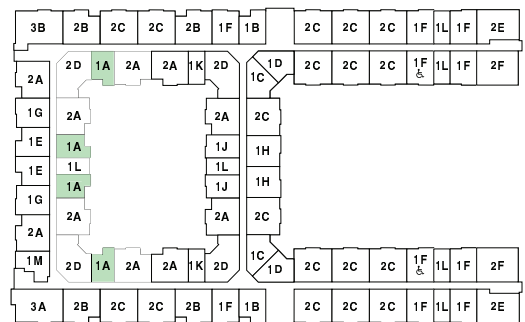 3B 2B 2C 2C 2B 1F 1B 2C 2C 2C 1F 1L 1F 2E
2D 1A 2A 2A 1K 2D 1C 1D 2C 2C 2C 1F 1L 1F 2F
2A
1G 2A 2A 2C
1E 1A 1J 1H
1E 1L 1L
1A 1J 1H
1G
2A 2A 2A 2C
1M 2D 1A 2A 2A 1K 2D 1C 1D 2C 2C 2C 1F 1L 1F 2F
3A 2B 2C 2C 2B 1F 1B 2C 2C 2C 1F 1L 1F 2E